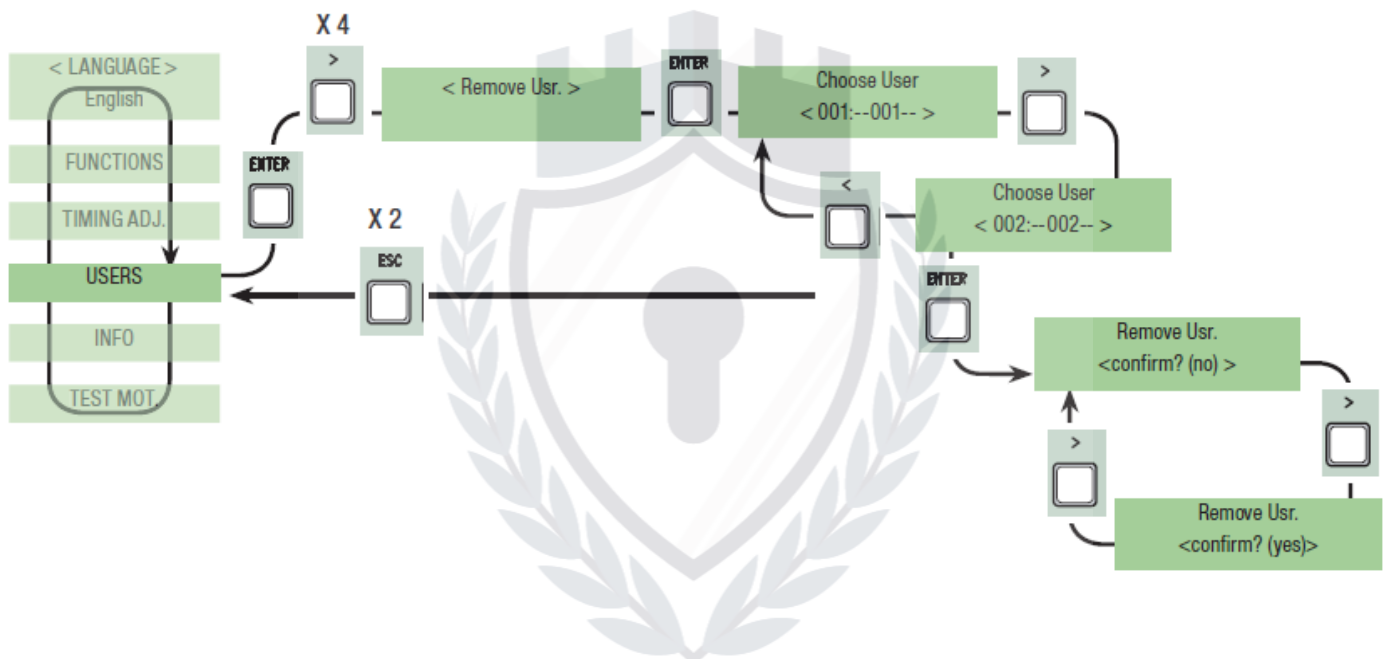 X 4
>
< LANGUAGE >
English
FUNCTIONS
TIMING ADJ.
USERS
INFO
TEST MOT.
ENTER
< Remove Usr. >
ENTER
Choose User
< 001:--001-- >
>
Choose User
< 002:--002-- >
<
X 2
ESC
ENTER
Remove Usr.
<confirm? (no) >
>
>
Remove Usr.
<confirm? (yes)>